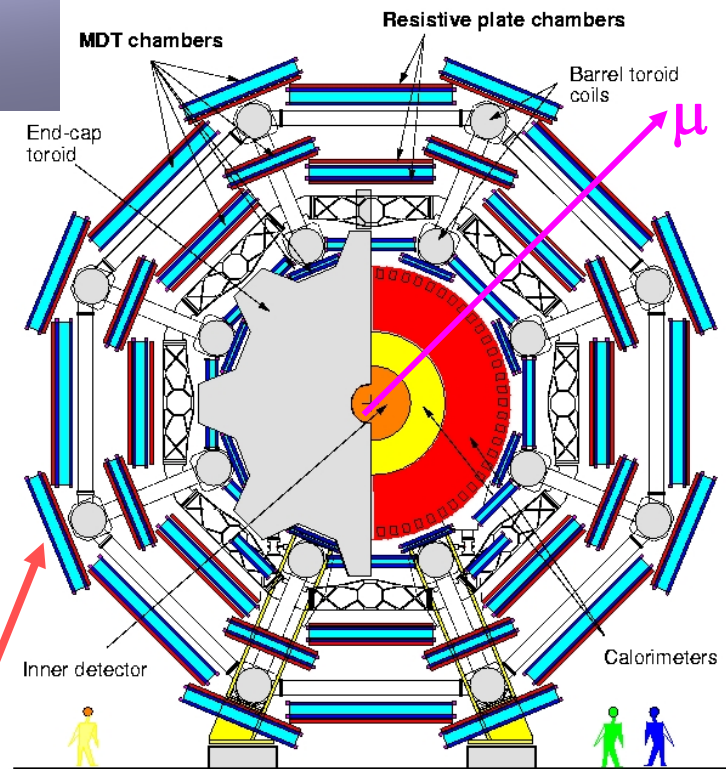 Resistive plate chambers
MDT chambers
Barrel toroid
coils
μ
End-cap
toroid
Inner detector
Calorimeters